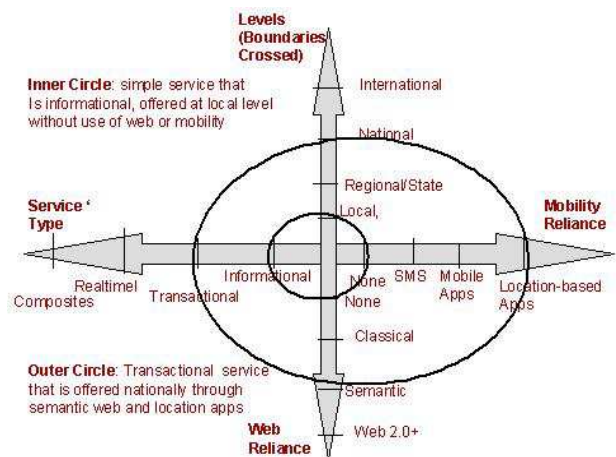 Levels
(Boundaries
Crossed)
Inner Circle: simple service that
Is informational, offered at local level
without use of web or mobility
International
National
Regional/State
Local,
Service ‘
Type
Mobility
Reliance
Informational
None
SMS
Mobile
Apps
Location-based
Apps
Realtimel
Composites
Transactional
None
Classical
Outer Circle: Transactional service
that is offered nationally through
semantic web and location apps
Semantic
Web
Reliance
Web 2.0+